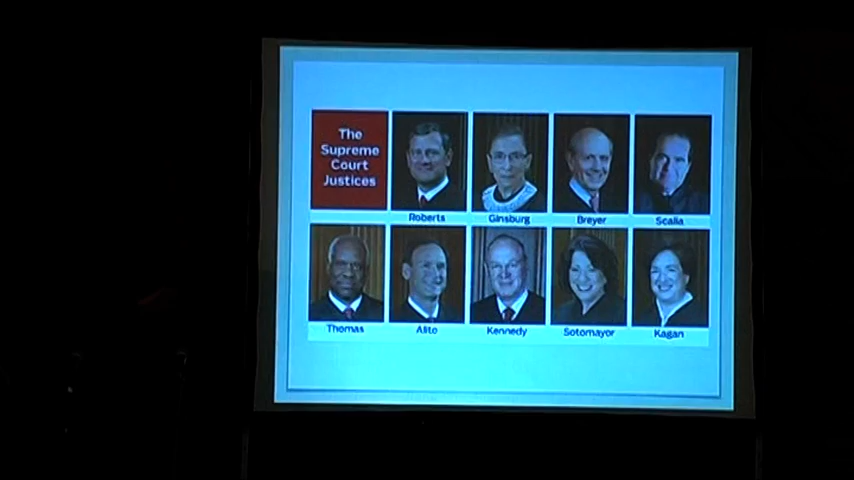 The
Supreme
Court
Justices
Roberts
Ginsburg
Breyer
Scalia
Thomas
Alito
Kennedy
Sotomayor
Kagan